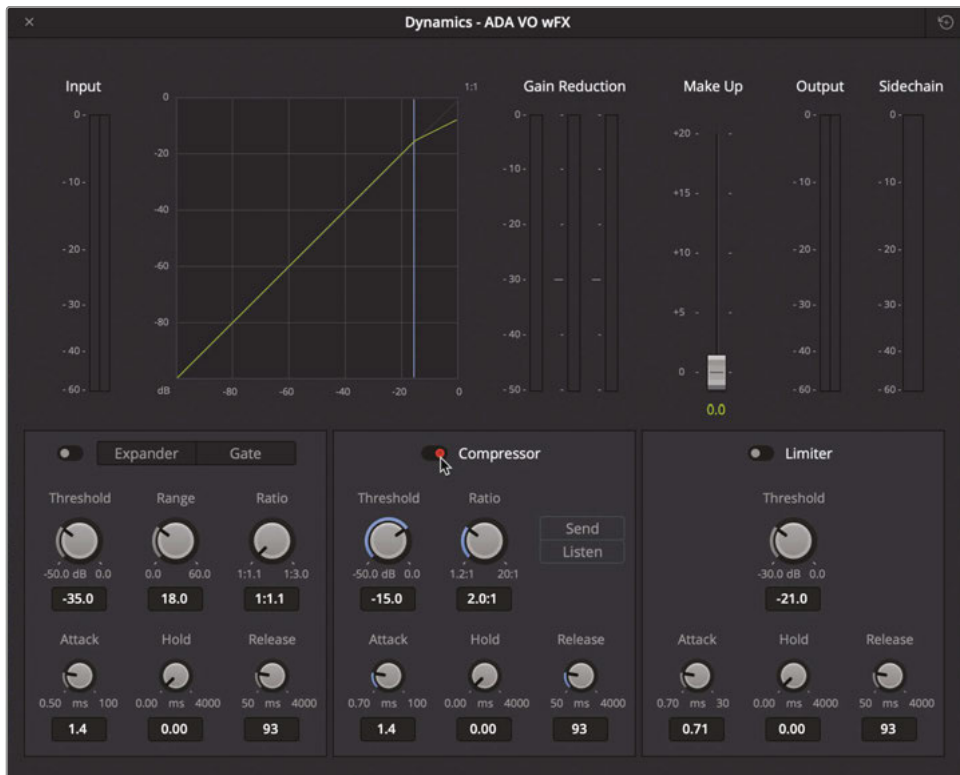 Dynamics - ADA VO wFX
Input
1:1
Gain Reduction
Make Up
Output
Sidechain
0-
- 10 -
- 20 -
- 30 -
- 40 -
- 60 -
0
-20
-40
-60
-80
dB
-80
-60
-40
-20
0
0-
- 10 -
- 20 -
- 30 -
- 40 -
- 50
+20 -
+15 -
+10 -
+5 -
0 -
0.0
0-
- 10 -
- 20 -
- 30 -
- 40 -
- 60 -
0-
- 10 -
- 20 -
- 30 -
- 40 -
- 60 -
Expander Gate
Threshold Range Ratio
-50.0 dB 0.0 0.0 60.0 1:1.1 1:3.0
-35.0 18.0 1:1.1
Attack Hold Release
0.50 ms 100 0.00 ms 4000 50 ms 4000
1.4 0.00 93
Compressor
Threshold Ratio
Send
Listen
-50.0 dB 0.0 1.2:1 20:1
-15.0 2.0:1
Attack Hold Release
0.70 ms 100 0.00 ms 4000 50 ms 4000
1.4 0.00 93
Limiter
Threshold
-30.0 dB 0.0
-21.0
Attack Hold Release
0.70 ms 30 0.00 ms 4000 50 ms 4000
0.71 0.00 93